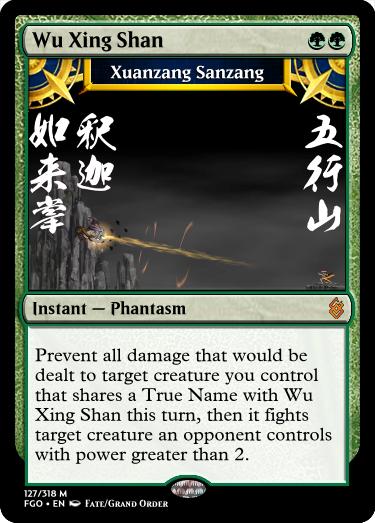 Wu Xing Shan
Xuanzang Sanzang
五行山
釈迦
如来掌
Instant — Phantasm
Prevent all damage that would be
dealt to target creature you control
that shares a True Name with Wu
Xing Shan this turn, then it fights
target creature an opponent controls
with power greater than 2.
127/318 M
FGO • EN Fate/Grand Order